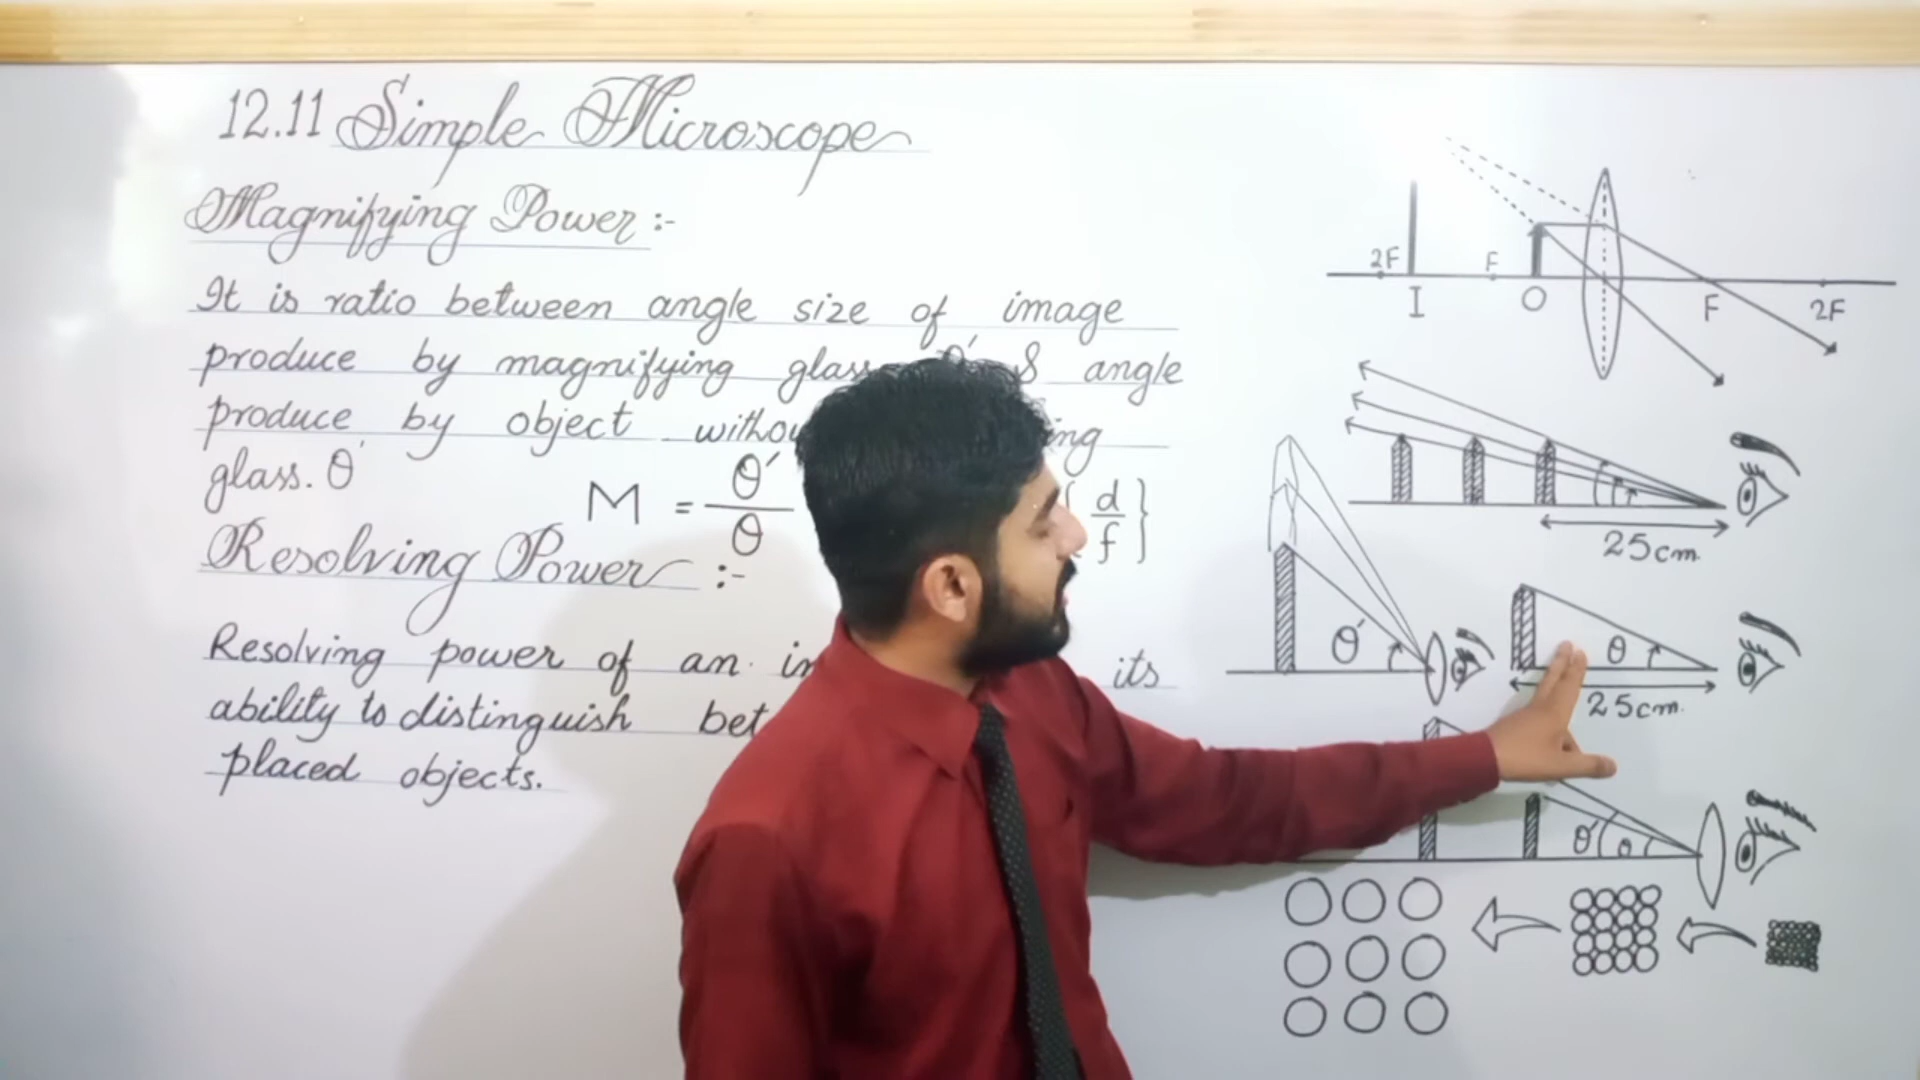 12.11 Simple Microscope
Magnifying Power :-
It is ratio between angle size of image
produce by magnifying glass θ' & angle
produce by object ing
glass. θ
M = θ'/θ { d/f }
Resolving Power :-
Resolving power of an its
ability to distinguish
placed objects.
2F F F 2F
I O
25cm
θ' θ
25cm.
θ' θ